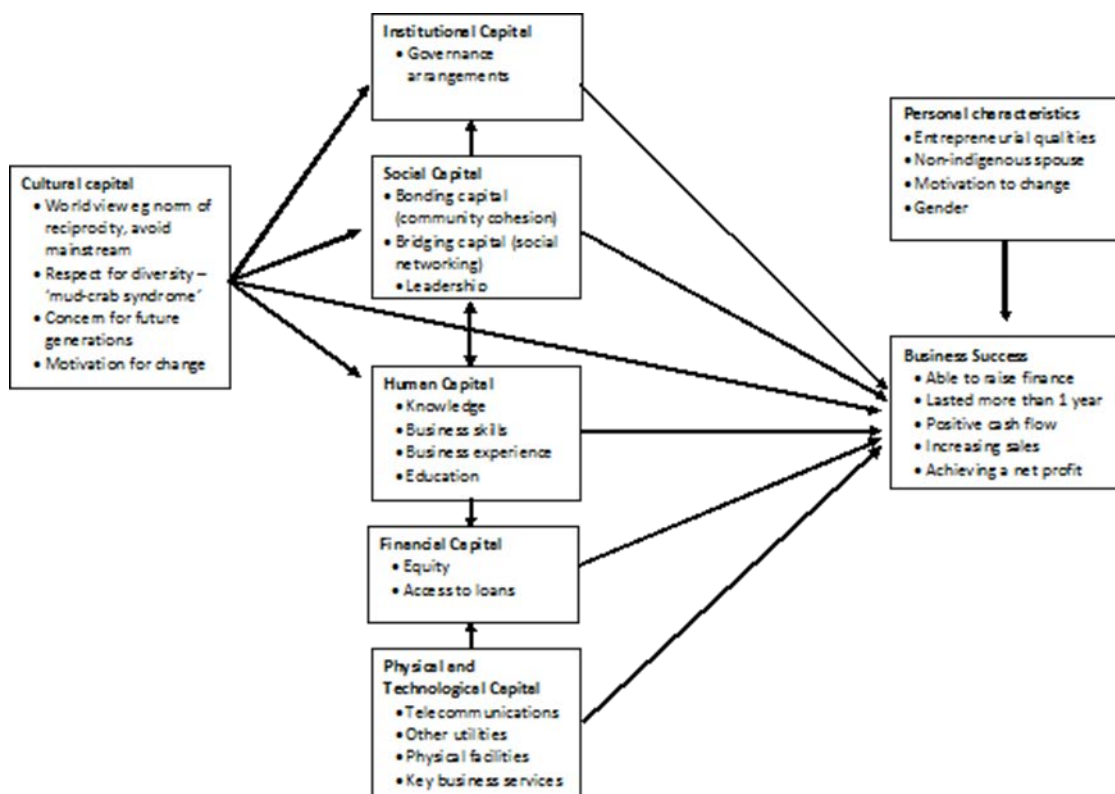 Institutional Capital
• Governance
arrangements
Personal characteristics
• Entrepreneurial qualities
• Non-indigenous spouse
• Motivation to change
• Gender
Cultural capital
• World view eg norm of
reciprocity, avoid
mainstream
• Respect for diversity –
'mud-crab syndrome'
• Concern for future
generations
• Motivation for change
Social Capital
• Bonding capital
(community cohesion)
• Bridging capital (social
networking)
• Leadership
Business Success
• Able to raise finance
• Lasted more than 1 year
• Positive cash flow
• Increasing sales
• Achieving a net profit
Human Capital
• Knowledge
• Business skills
• Business experience
• Education
Financial Capital
• Equity
• Access to loans
Physical and
Technological Capital
• Telecommunications
• Other utilities
• Physical facilities
• Key business services